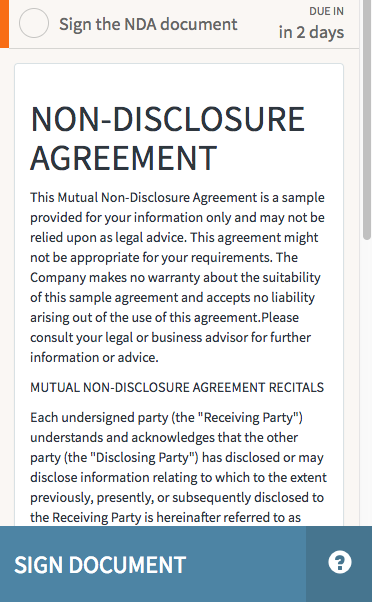 Sign the NDA document
DUE IN
in 2 days
NON-DISCLOSURE
AGREEMENT
This Mutual Non-Disclosure Agreement is a sample
provided for your information only and may not be
relied upon as legal advice. This agreement might
not be appropriate for your requirements. The
Company makes no warranty about the suitability
of this sample agreement and accepts no liability
arising out of the use of this agreement.Please
consult your legal or business advisor for further
information or advice.
MUTUAL NON-DISCLOSURE AGREEMENT RECITALS
Each undersigned party (the "Receiving Party")
understands and acknowledges that the other
party (the "Disclosing Party") has disclosed or may
disclose information relating to which to the extent
previously, presently, or subsequently disclosed to
the Receiving Party is hereinafter referred to as
SIGN DOCUMENT
?